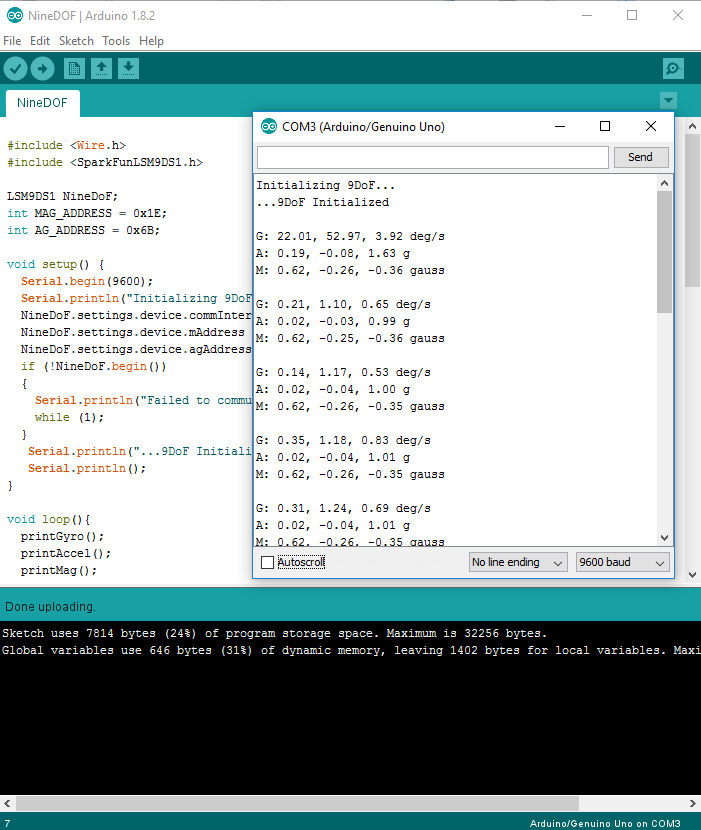 NineDOF | Arduino 1.8.2
File Edit Sketch Tools Help
NineDOF
#include <Wire.h>
#include <SparkFunLSM9DS1.h>
LSM9DS1 NineDoF;
int MAG_ADDRESS = 0x1E;
int AG_ADDRESS = 0x6B;
void setup() {
Serial.begin(9600);
Serial.println("Initializing 9DoF
NineDoF.settings.device.commInter
NineDoF.settings.device.mAddress
NineDoF.settings.device.agAddress
if (!NineDoF.begin())
{
Serial.println("Failed to commu
while (1);
}
Serial.println("...9DoF Initiali
Serial.println();
}
void loop(){
printGyro();
printAccel();
printMag();
COM3 (Arduino/Genuino Uno)
Send
Initializing 9DoF...
...9DoF Initialized
G: 22.01, 52.97, 3.92 deg/s
A: 0.19, -0.08, 1.63 g
M: 0.62, -0.26, -0.36 gauss
G: 0.21, 1.10, 0.65 deg/s
A: 0.02, -0.03, 0.99 g
M: 0.62, -0.25, -0.36 gauss
G: 0.14, 1.17, 0.53 deg/s
A: 0.02, -0.04, 1.00 g
M: 0.62, -0.26, -0.35 gauss
G: 0.35, 1.18, 0.83 deg/s
A: 0.02, -0.04, 1.01 g
M: 0.62, -0.26, -0.35 gauss
G: 0.31, 1.24, 0.69 deg/s
A: 0.02, -0.04, 1.01 g
M: 0.62, -0.26, -0.35 gauss
Autoscroll No line ending 9600 baud
Done uploading.
Sketch uses 7814 bytes (24%) of program storage space. Maximum is 32256 bytes.
Global variables use 646 bytes (31%) of dynamic memory, leaving 1402 bytes for local variables. Maxi
7 Arduino/Genuino Uno on COM3